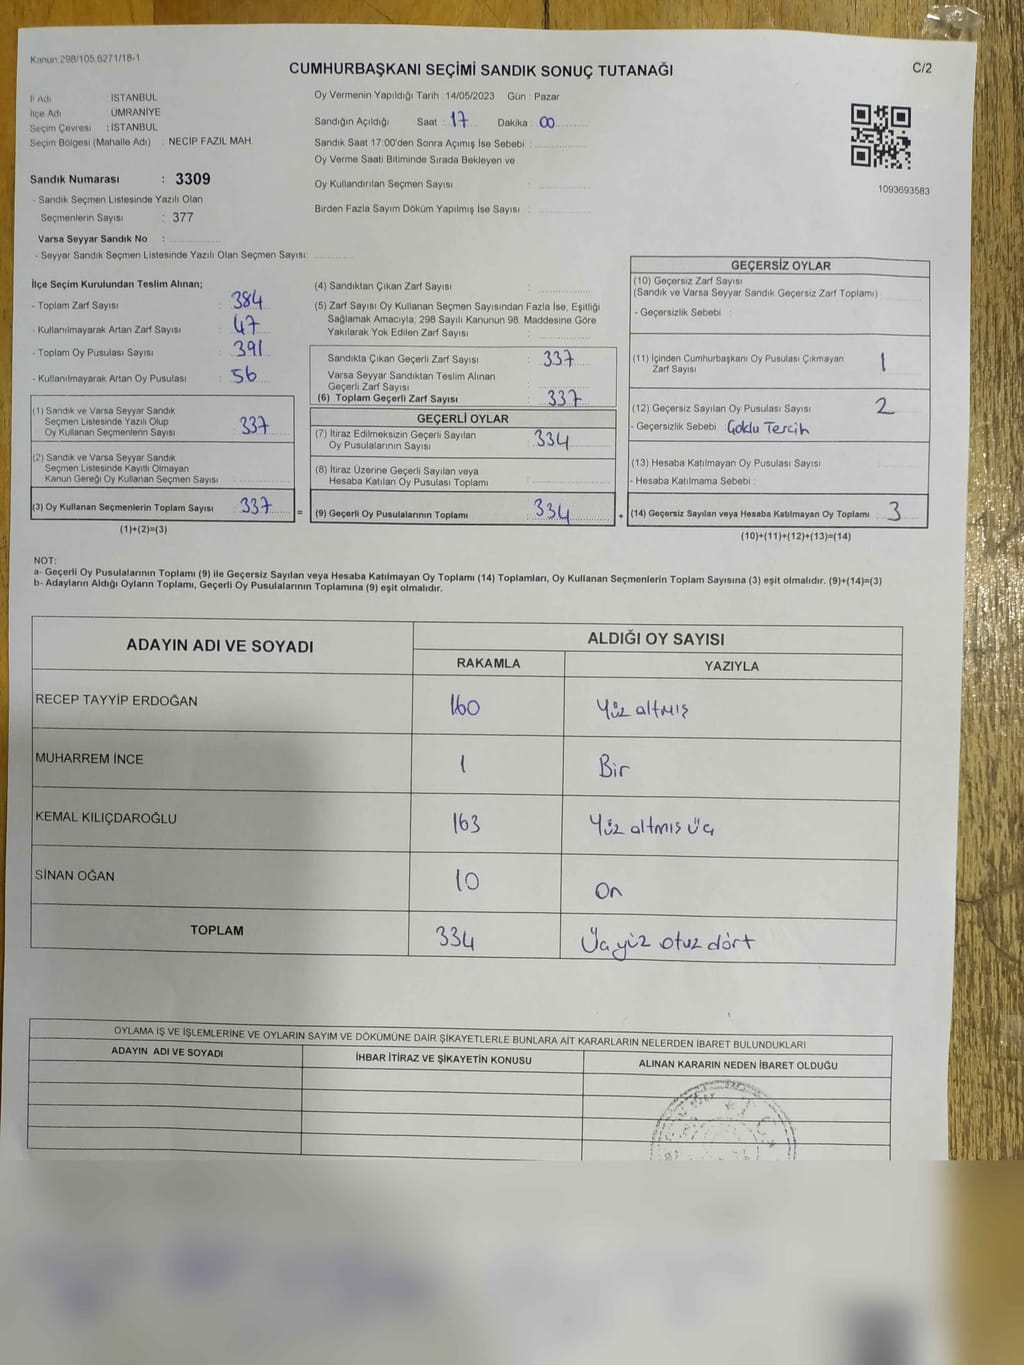 Kanun 298/105,6271/18-1
CUMHURBAŞKANI SEÇİMİ SANDIK SONUÇ TUTANAĞI
C/2
İl Adı İSTANBUL
İlçe Adı ÜMRANİYE
Seçim Çevresi : İSTANBUL
Seçim Bölgesi (Mahalle Adı) : NECİP FAZIL MAH.
Sandık Numarası : 3309
- Sandık Seçmen Listesinde Yazılı Olan
Seçmenlerin Sayısı : 377
Varsa Seyyar Sandık No :
- Seyyar Sandık Seçmen Listesinde Yazılı Olan Seçmen Sayısı:
Oy Vermenin Yapıldığı Tarih : 14/05/2023 Gün : Pazar
Sandığın Açıldığı Saat : 17 Dakika : 00
Sandık Saat 17:00'den Sonra Açımış İse Sebebi :
Oy Verme Saati Bitiminde Sırada Bekleyen ve
Oy Kullandırılan Seçmen Sayısı :
Birden Fazla Sayım Döküm Yapılmış İse Sayısı :
1093693583
İlçe Seçim Kurulundan Teslim Alınan;
- Toplam Zarf Sayısı : 384
- Kullanılmayarak Artan Zarf Sayısı : 47
- Toplam Oy Pusulası Sayısı : 391
- Kullanılmayarak Artan Oy Pusulası : 56
(1) Sandık ve Varsa Seyyar Sandık
Seçmen Listesinde Yazılı Olup
Oy Kullanan Seçmenlerin Sayısı : 337
(2) Sandık ve Varsa Seyyar Sandık
Seçmen Listesinde Kayıtlı Olmayan
Kanun Gereği Oy Kullanan Seçmen Sayısı :
(3) Oy Kullanan Seçmenlerin Toplam Sayısı : 337 =
(1)+(2)=(3)
(4) Sandıktan Çıkan Zarf Sayısı :
(5) Zarf Sayısı Oy Kullanan Seçmen Sayısından Fazla İse, Eşitliği
Sağlamak Amacıyla, 298 Sayılı Kanunun 98. Maddesine Göre
Yakılarak Yok Edilen Zarf Sayısı :
Sandıkta Çıkan Geçerli Zarf Sayısı : 337
Varsa Seyyar Sandıktan Teslim Alınan
Geçerli Zarf Sayısı :
(6) Toplam Geçerli Zarf Sayısı : 337
GEÇERLİ OYLAR
(7) İtiraz Edilmeksizin Geçerli Sayılan
Oy Pusulalarının Sayısı : 334
(8) İtiraz Üzerine Geçerli Sayılan veya
Hesaba Katılan Oy Pusulası Toplamı :
(9) Geçerli Oy Pusulalarının Toplamı : 334 +
GEÇERSİZ OYLAR
(10) Geçersiz Zarf Sayısı
(Sandık ve Varsa Seyyar Sandık Geçersiz Zarf Toplamı) :
- Geçersizlik Sebebi :
(11) İçinden Cumhurbaşkanı Oy Pusulası Çıkmayan
Zarf Sayısı : 1
(12) Geçersiz Sayılan Oy Pusulası Sayısı : 2
- Geçersizlik Sebebi : Çoklu Tercih
(13) Hesaba Katılmayan Oy Pusulası Sayısı :
- Hesaba Katılmama Sebebi :
(14) Geçersiz Sayılan veya Hesaba Katılmayan Oy Toplamı : 3
(10)+(11)+(12)+(13)=(14)
NOT:
a- Geçerli Oy Pusulalarının Toplamı (9) ile Geçersiz Sayılan veya Hesaba Katılmayan Oy Toplamı (14) Toplamları, Oy Kullanan Seçmenlerin Toplam Sayısına (3) eşit olmalıdır. (9)+(14)=(3)
b- Adayların Aldığı Oyların Toplamı, Geçerli Oy Pusulalarının Toplamına (9) eşit olmalıdır.
ADAYIN ADI VE SOYADI ALDIĞI OY SAYISI
RAKAMLA YAZIYLA
RECEP TAYYİP ERDOĞAN 160 Yüz altmış
MUHARREM İNCE 1 Bir
KEMAL KILIÇDAROĞLU 163 Yüz altmış üç
SİNAN OĞAN 10 On
TOPLAM 334 Üçyüz otuz dört
OYLAMA İŞ VE İŞLEMLERİNE VE OYLARIN SAYIM VE DÖKÜMÜNE DAİR ŞİKAYETLERLE BUNLARA AİT KARARLARIN NELERDEN İBARET BULUNDUKLARI
ADAYIN ADI VE SOYADI İHBAR İTİRAZ VE ŞİKAYETİN KONUSU ALINAN KARARIN NEDEN İBARET OLDUĞU